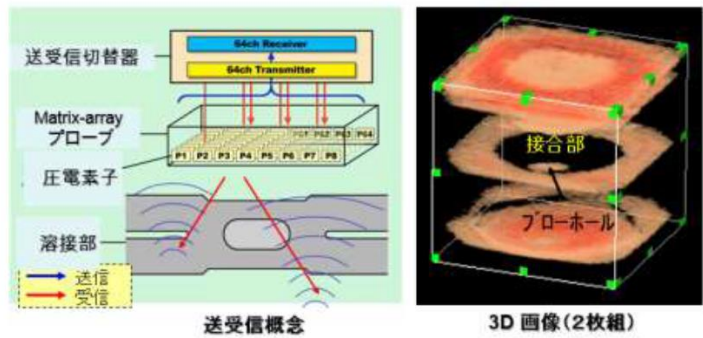 送受信切替器
64ch Receiver
64ch Transmitter
Matrix-array
プローブ
P61 P62 P63 P64
圧電素子
P1 P2 P3 P4 P5 P6 P7 P8
溶接部
送信
受信
送受信概念
接合部
ブローホール
3D 画像(2枚組)